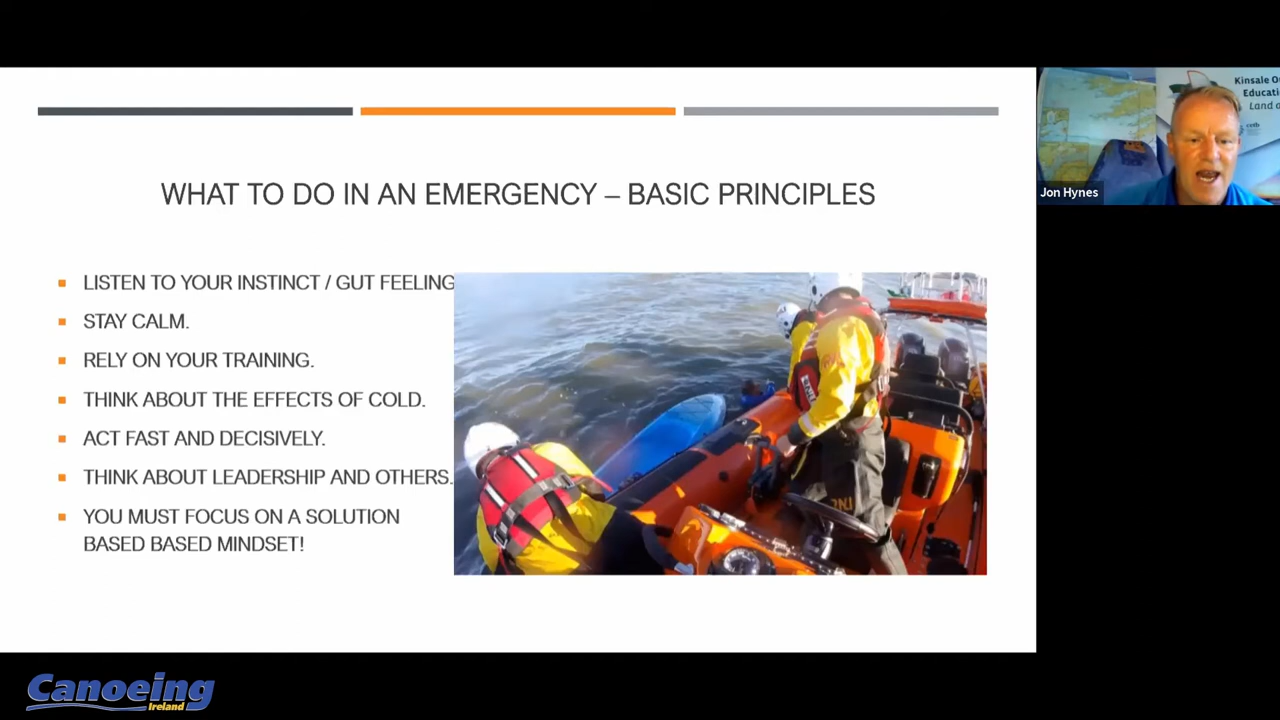 WHAT TO DO IN AN EMERGENCY – BASIC PRINCIPLES
LISTEN TO YOUR INSTINCT / GUT FEELING
STAY CALM.
RELY ON YOUR TRAINING.
THINK ABOUT THE EFFECTS OF COLD.
ACT FAST AND DECISIVELY.
THINK ABOUT LEADERSHIP AND OTHERS.
YOU MUST FOCUS ON A SOLUTION
BASED BASED MINDSET!
Kinsale
Land
Jon Hynes
Canoeing
Ireland